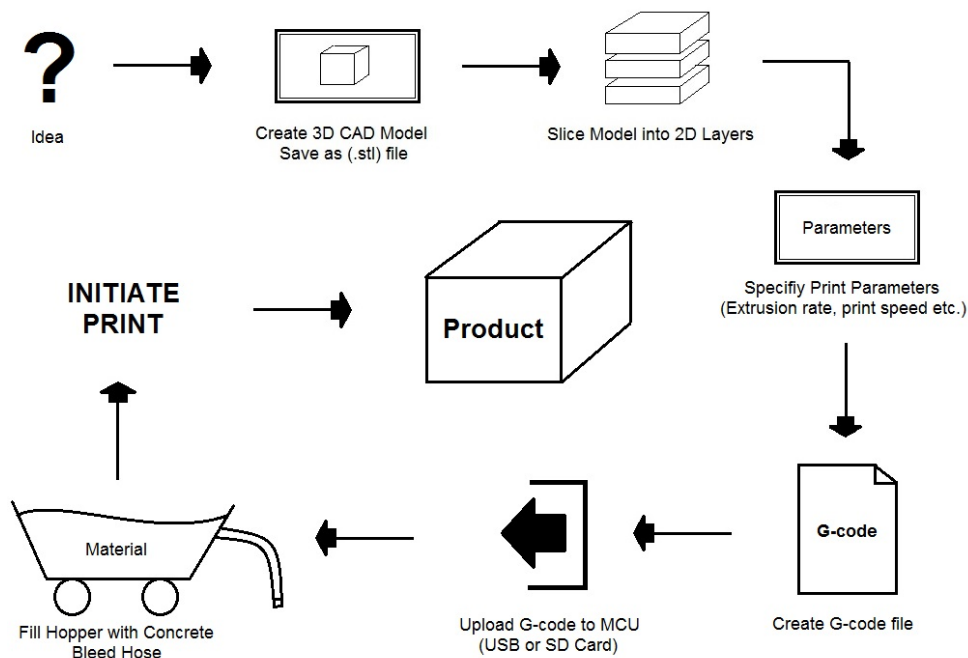 ?
Idea
Create 3D CAD Model
Save as (.stl) file
Slice Model into 2D Layers
Parameters
Specifiy Print Parameters
(Extrusion rate, print speed etc.)
G-code
Create G-code file
Upload G-code to MCU
(USB or SD Card)
Material
Fill Hopper with Concrete
Bleed Hose
INITIATE
PRINT
Product